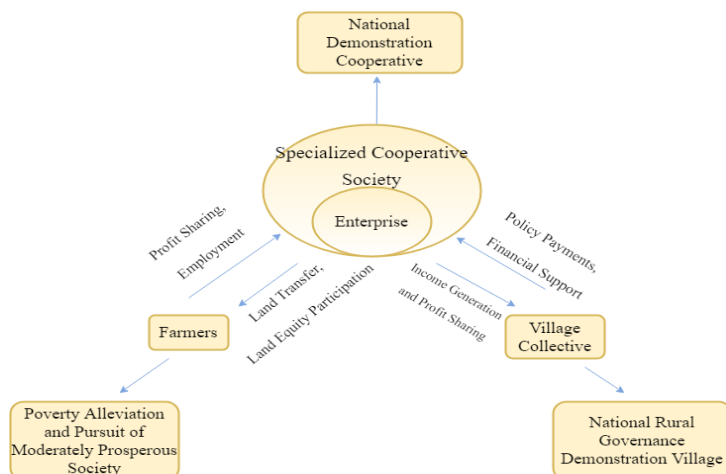 National
Demonstration
Cooperative
Specialized Cooperative
Society
Enterprise
Profit Sharing,
Employment
Land Transfer,
Land Equity Participation
Income Generation
and Profit Sharing
Policy Payments,
Financial Support
Farmers
Village
Collective
Poverty Alleviation
and Pursuit of
Moderately Prosperous
Society
National Rural
Governance
Demonstration Village